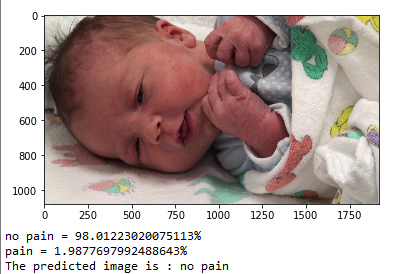 0
200
400
600
800
1000
0 250 500 750 1000 1250 1500 1750
no pain = 98.01223020075113%
pain = 1.9877697992488643%
The predicted image is : no pain